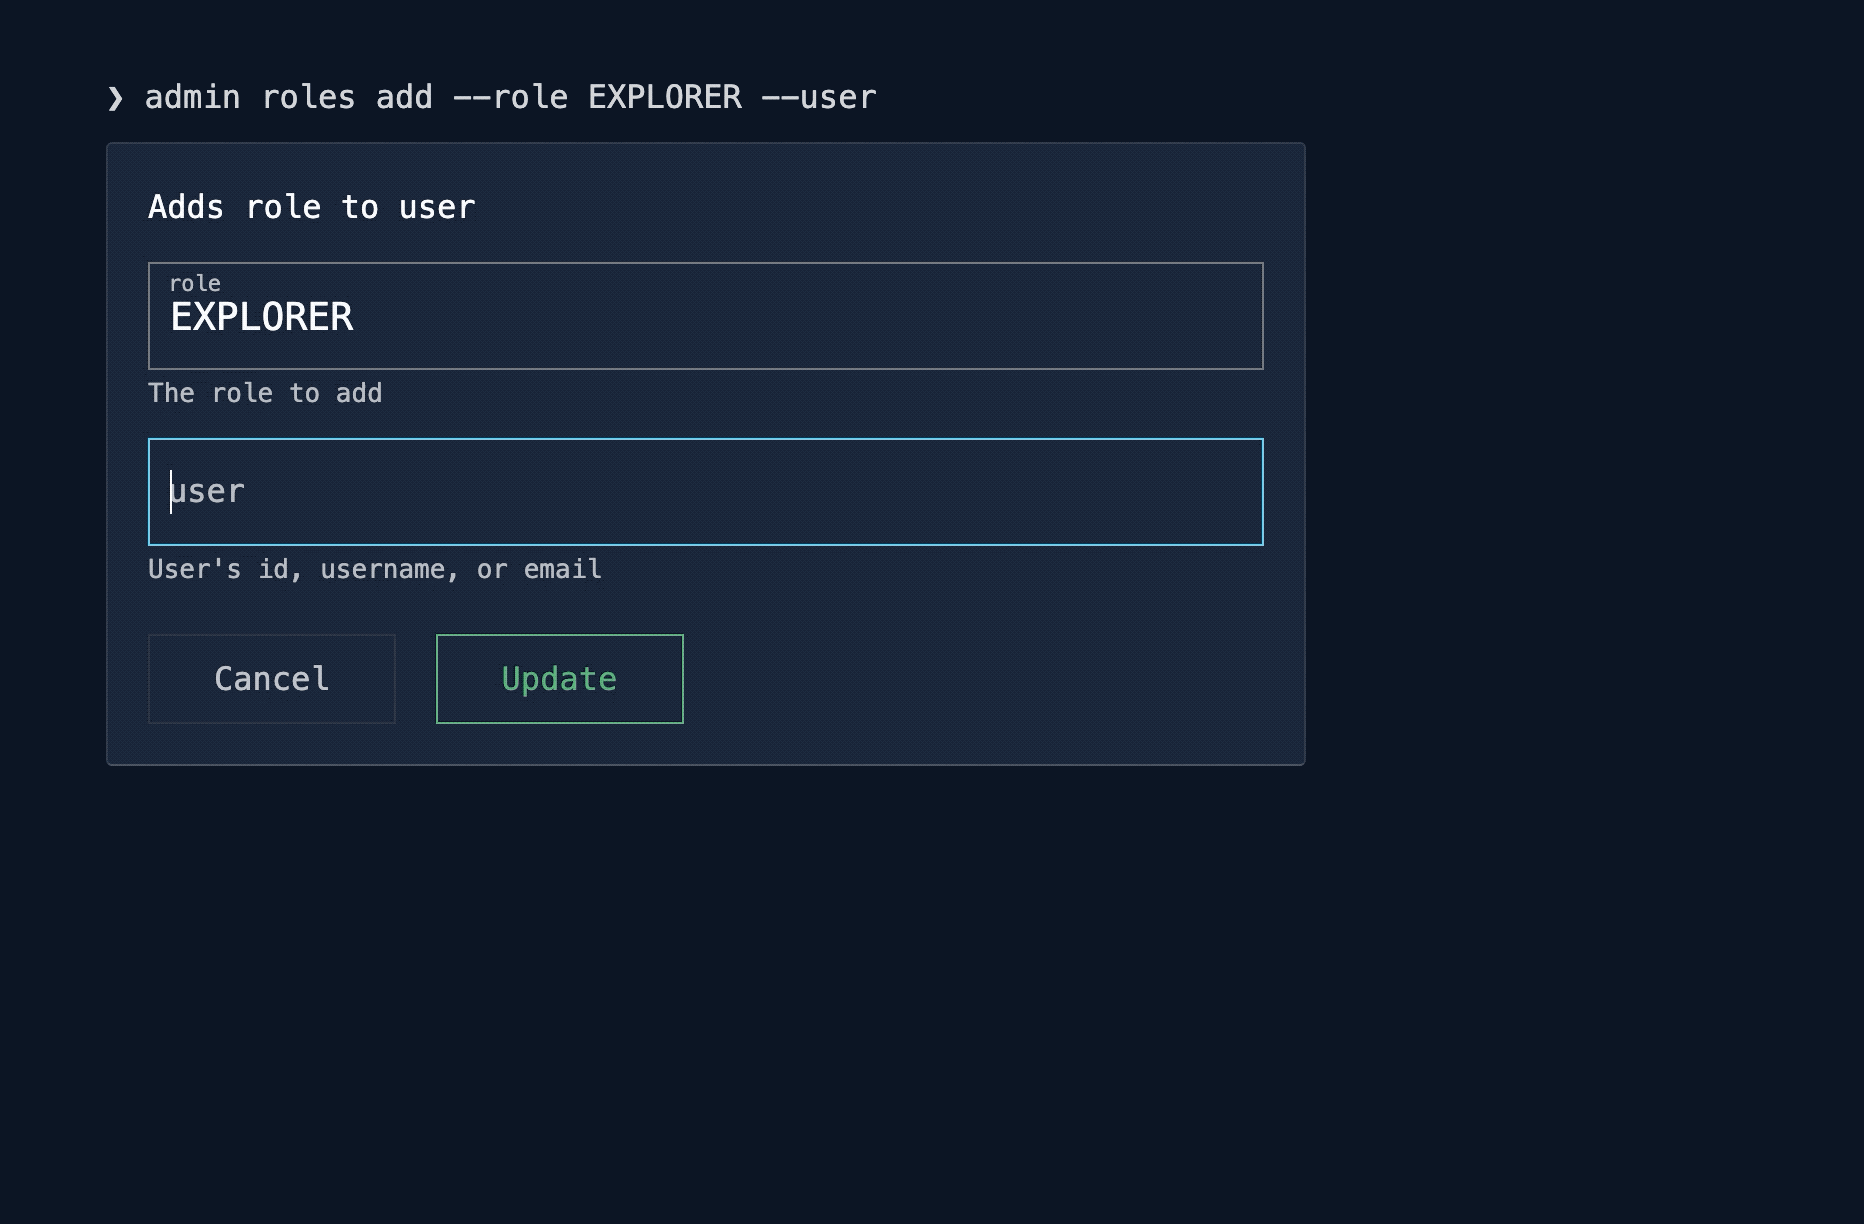 ❯ admin roles add --role EXPLORER --user
Adds role to user
role
EXPLORER
The role to add
user
User's id, username, or email
Cancel
Update